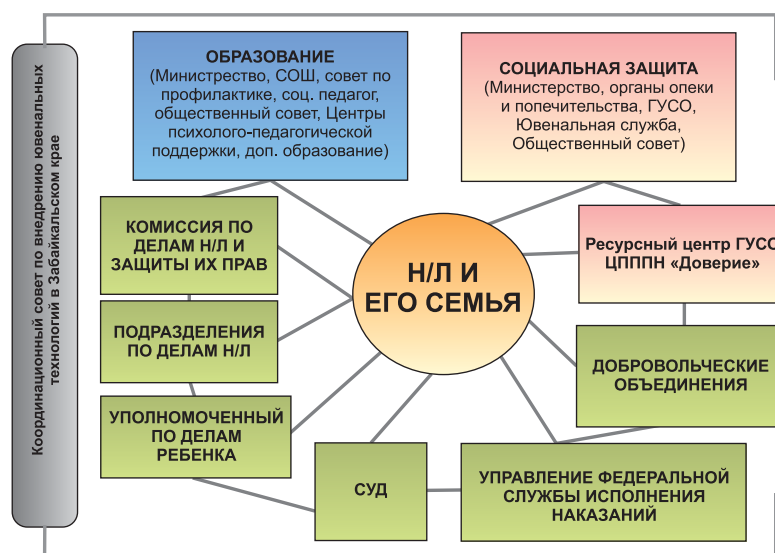 Координационный совет по внедрению ювенальных
технологий в Забайкальском крае
ОБРАЗОВАНИЕ
(Министрество, СОШ, совет по
профилактике, соц. педагог,
общественный совет, Центры
психолого-педагогической
поддержки, доп. образование)
СОЦИАЛЬНАЯ ЗАЩИТА
(Министерство, органы опеки
и попечительства, ГУСО,
Ювенальная служба,
Общественный совет)
КОМИССИЯ ПО
ДЕЛАМ Н/Л И
ЗАЩИТЫ ИХ ПРАВ
Н/Л И
ЕГО СЕМЬЯ
Ресурсный центр ГУСО
ЦПППН «Доверие»
ПОДРАЗДЕЛЕНИЯ
ПО ДЕЛАМ Н/Л
ДОБРОВОЛЬЧЕСКИЕ
ОБЪЕДИНЕНИЯ
УПОЛНОМОЧЕННЫЙ
ПО ДЕЛАМ
РЕБЕНКА
СУД
УПРАВЛЕНИЕ ФЕДЕРАЛЬНОЙ
СЛУЖБЫ ИСПОЛНЕНИЯ
НАКАЗАНИЙ